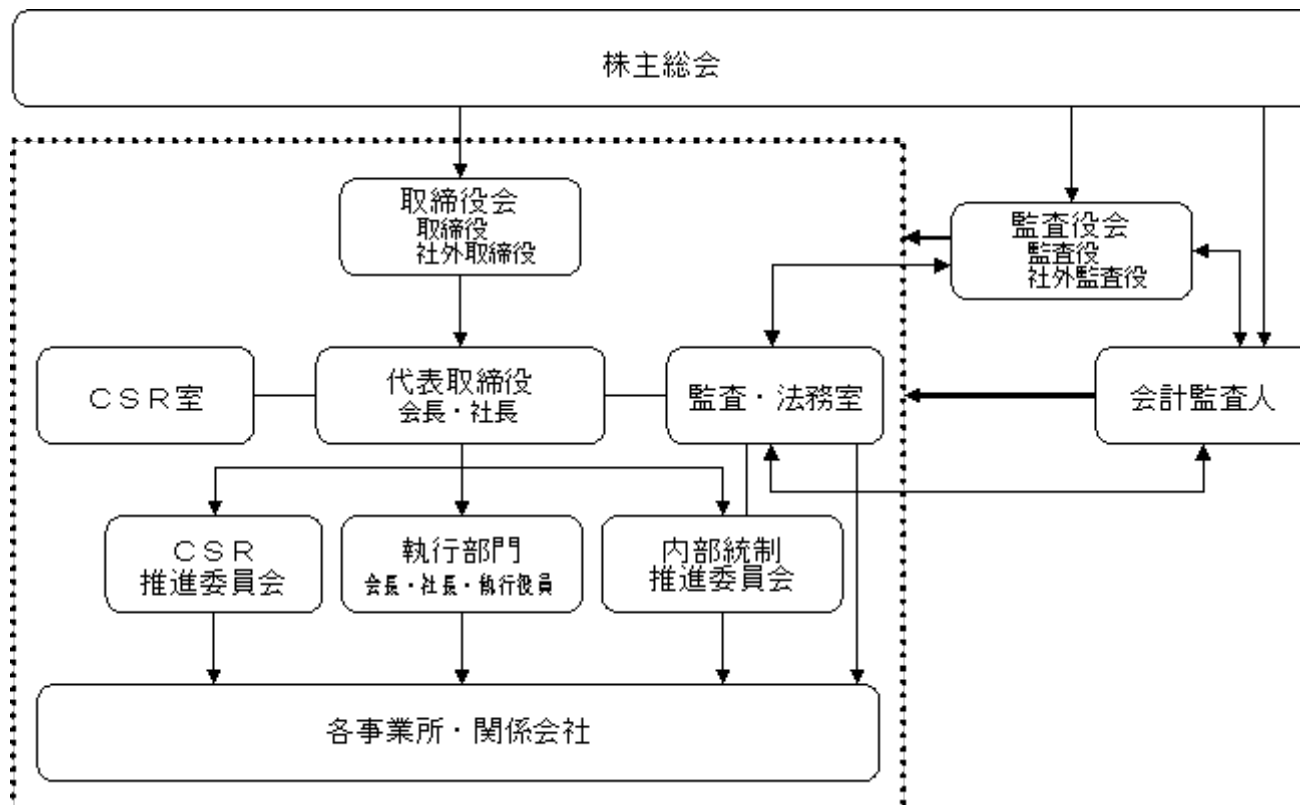 株主総会
取締役会
取締役
社外取締役
監査役会
監査役
社外監査役
ＣＳＲ室
代表取締役
会長・社長
監査・法務室
会計監査人
ＣＳＲ
推進委員会
執行部門
会長・社長・執行役員
内部統制
推進委員会
各事業所・関係会社